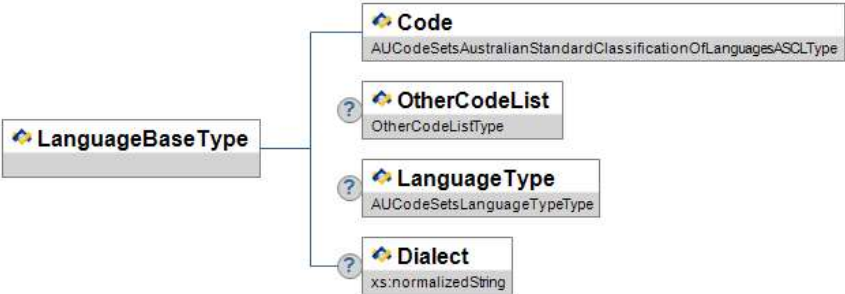 Code
AUCodeSetsAustralianStandardClassificationOfLanguagesASCLType
?
OtherCodeList
OtherCodeListType
LanguageBaseType
?
LanguageType
AUCodeSetsLanguageTypeType
?
Dialect
xs:normalizedString